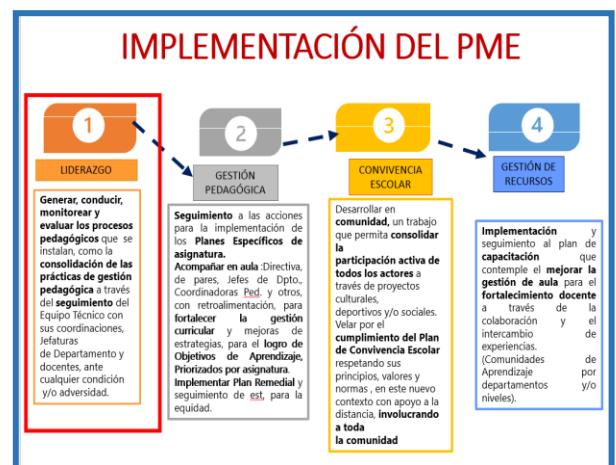 IMPLEMENTACIÓN DEL PME
1
LIDERAZGO
Generar, conducir,
monitorear y
evaluar los procesos
pedagógicos que se
instalan, como la
consolidación de las
prácticas de gestión
pedagógica a través
del seguimiento del
Equipo Técnico con
sus coordinaciones,
Jefaturas
de Departamento y
docentes, ante
cualquier condición
y/o adversidad.
2
GESTIÓN
PEDAGÓGICA
Seguimiento a las acciones
para la implementación de
los Planes Específicos de
asignatura.
Acompañar en aula :Directiva,
de pares, Jefes de Dpto.,
Coordinadoras Ped. y otros,
con retroalimentación, para
fortalecer la gestión
curricular y mejoras de
estrategias, para el logro de
Objetivos de Aprendizaje,
Priorizados por asignatura.
Implementar Plan Remedial y
seguimiento de est, para la
equidad.
3
CONVIVENCIA
ESCOLAR
Desarrollar en
comunidad, un trabajo
que permita consolidar
la
participación activa de
todos los actores a
través de proyectos
culturales,
deportivos y/o sociales.
Velar por el
cumplimiento del Plan
de Convivencia Escolar
respetando sus
principios, valores y
normas , en este nuevo
contexto con apoyo a la
distancia, involucrando
a toda
la comunidad
4
GESTIÓN DE
RECURSOS
Implementación y
seguimiento al plan de
capacitación que
contemple el mejorar la
gestión de aula para el
fortalecimiento docente
a través de la
colaboración y el
intercambio de
experiencias.
(Comunidades de
Aprendizaje por
departamentos y/o
niveles).